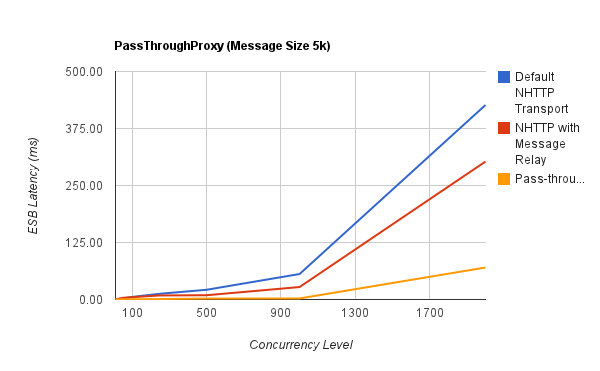 PassThroughProxy (Message Size 5k)
500.00
375.00
250.00
125.00
0.00
ESB Latency (ms)
100
500
900
1300
1700
Concurrency Level
Default
NHTTP
Transport
NHTTP with
Message
Relay
Pass-throu...